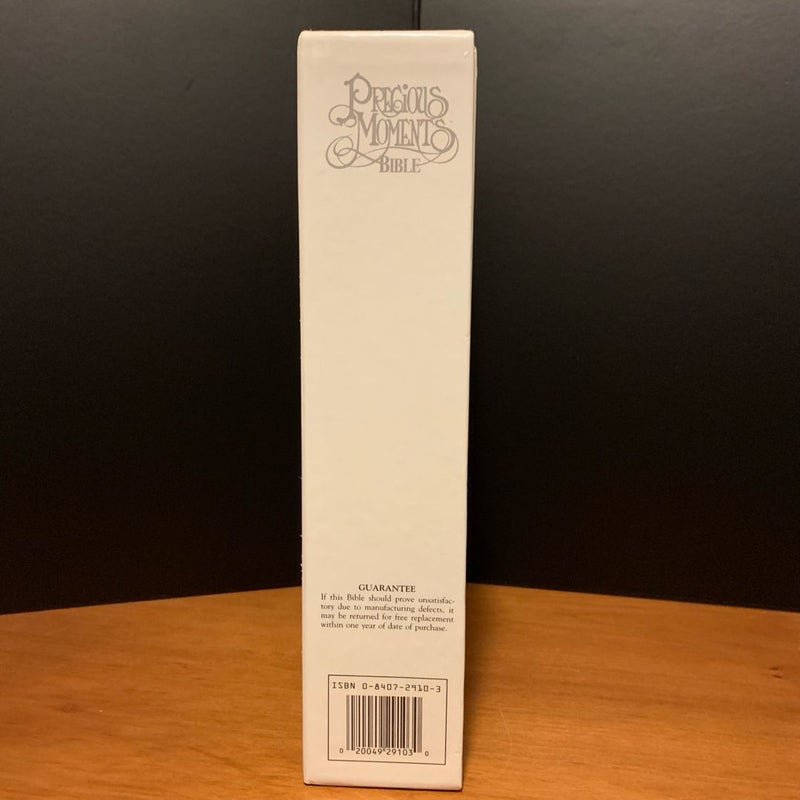 PRECIOUS
MOMENTS™
BIBLE
GUARANTEE
If this Bible should prove unsatisfac-
tory due to manufacturing defects, it
may be returned for free replacement
within one year of date of purchase.
ISBN 0-8407-2910-3
0 20049 29103 0